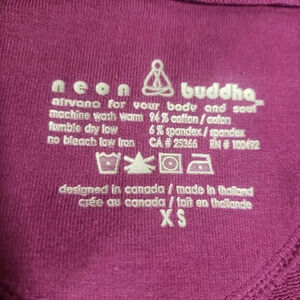 neon buddha
nirvana for your body and soul
machine wash warm 94% cotton / coton
tumble dry low 6% spandex / spandex
no bleach low iron CA # 25366 RN # 100492
designed in canada / made in thailand
crée au canada / fait en thailande
XS